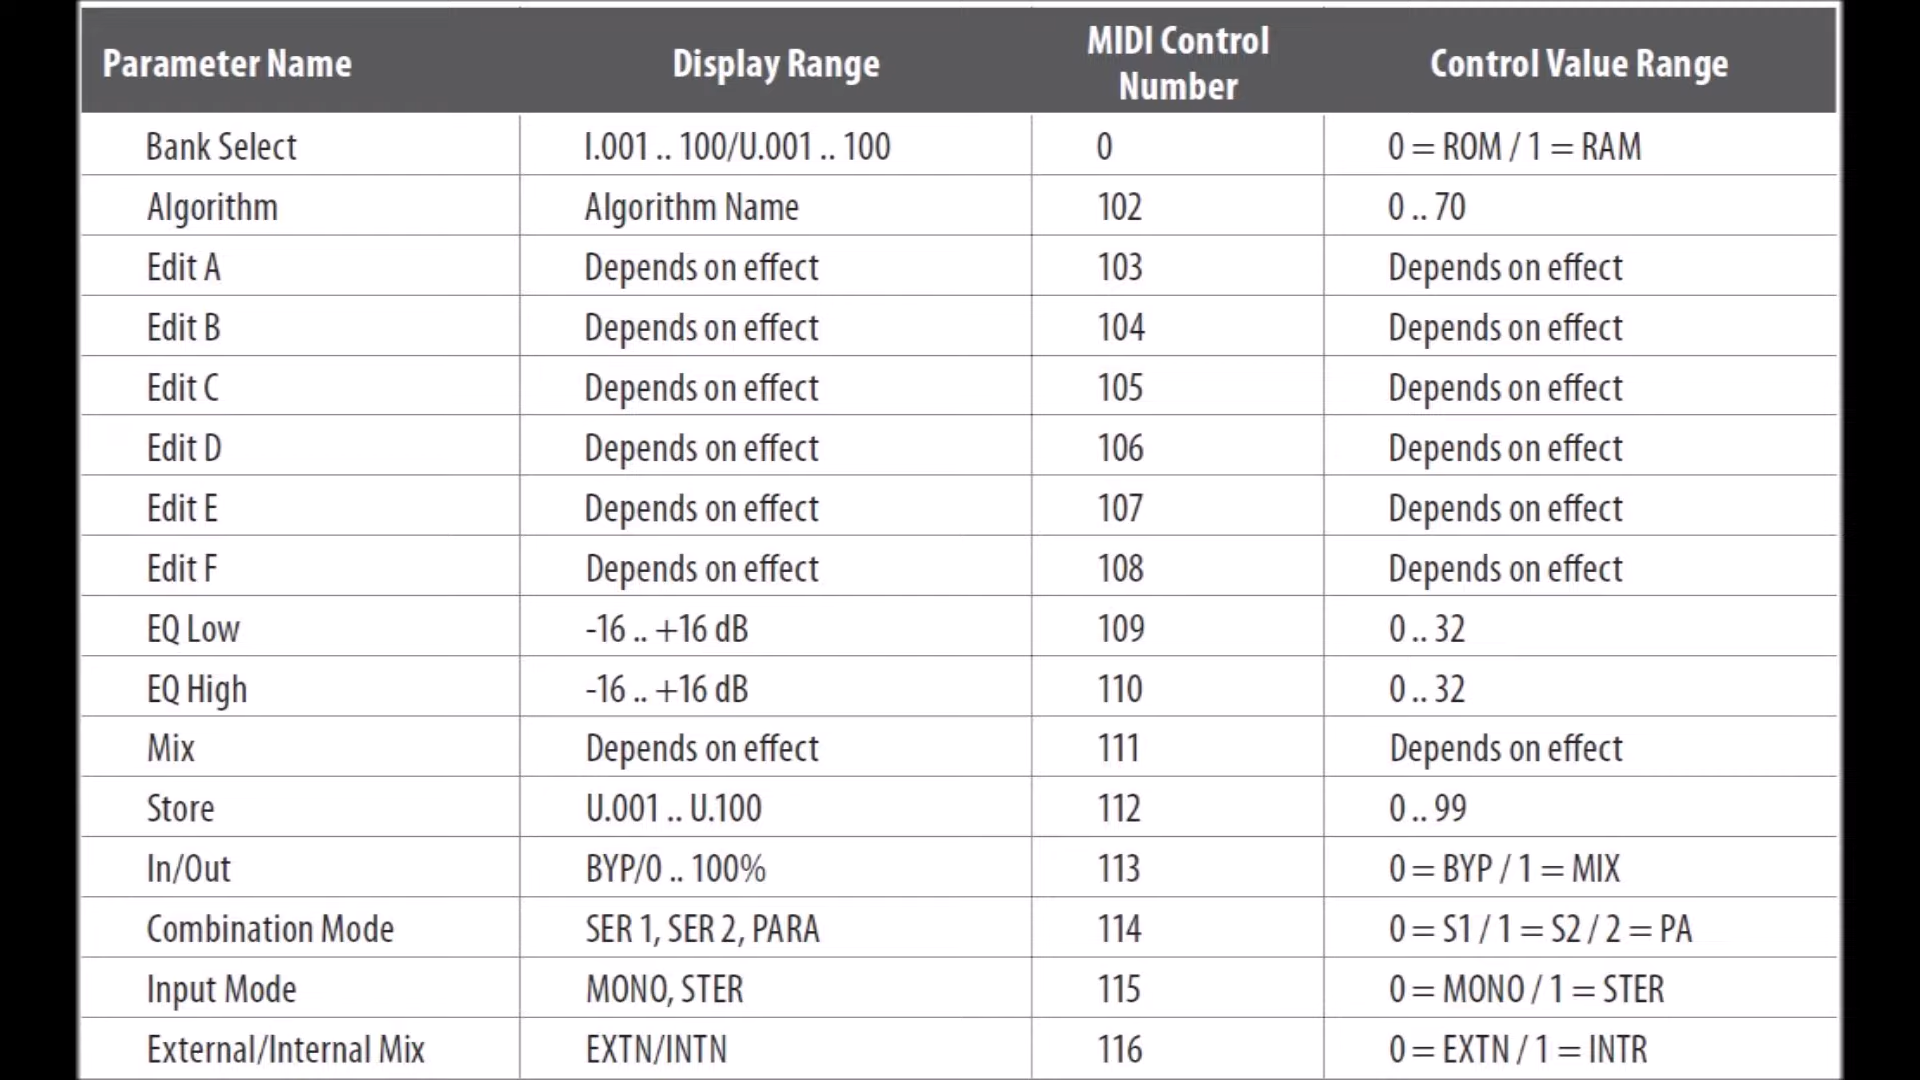 Parameter Name Display Range MIDI Control Number Control Value Range
Bank Select I.001 .. 100/U.001 .. 100 0 0 = ROM / 1 = RAM
Algorithm Algorithm Name 102 0 .. 70
Edit A Depends on effect 103 Depends on effect
Edit B Depends on effect 104 Depends on effect
Edit C Depends on effect 105 Depends on effect
Edit D Depends on effect 106 Depends on effect
Edit E Depends on effect 107 Depends on effect
Edit F Depends on effect 108 Depends on effect
EQ Low -16 .. +16 dB 109 0 .. 32
EQ High -16 .. +16 dB 110 0 .. 32
Mix Depends on effect 111 Depends on effect
Store U.001 .. U.100 112 0 .. 99
In/Out BYP/0 .. 100% 113 0 = BYP / 1 = MIX
Combination Mode SER 1, SER 2, PARA 114 0 = S1 / 1 = S2 / 2 = PA
Input Mode MONO, STER 115 0 = MONO / 1 = STER
External/Internal Mix EXTN/INTN 116 0 = EXTN / 1 = INTR